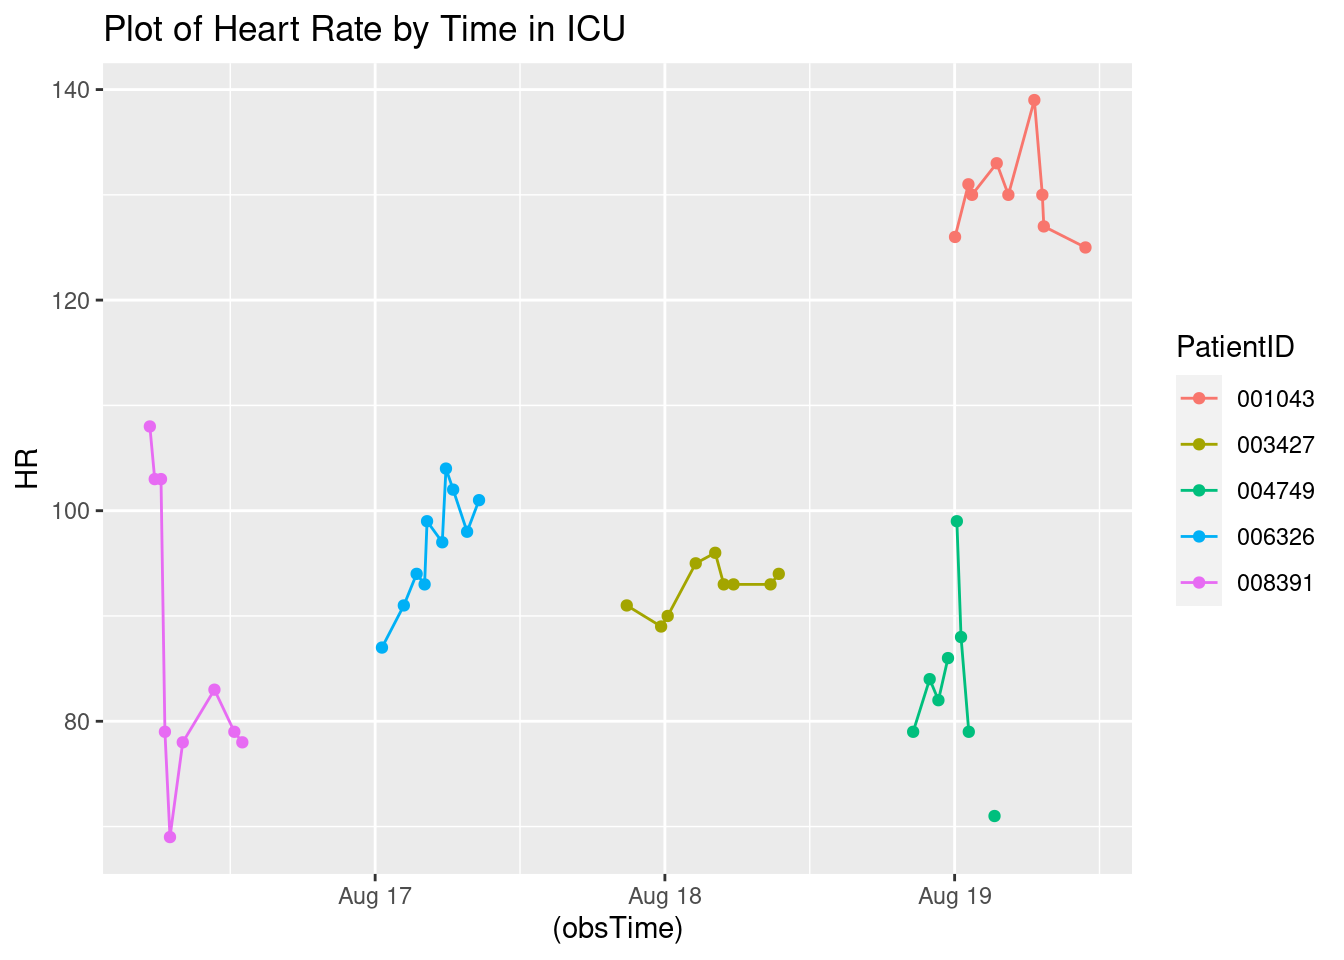 Plot of Heart Rate by Time in ICU
140
120
100
80
HR
Aug 17
Aug 18
Aug 19
(obsTime)
PatientID
001043
003427
004749
006326
008391